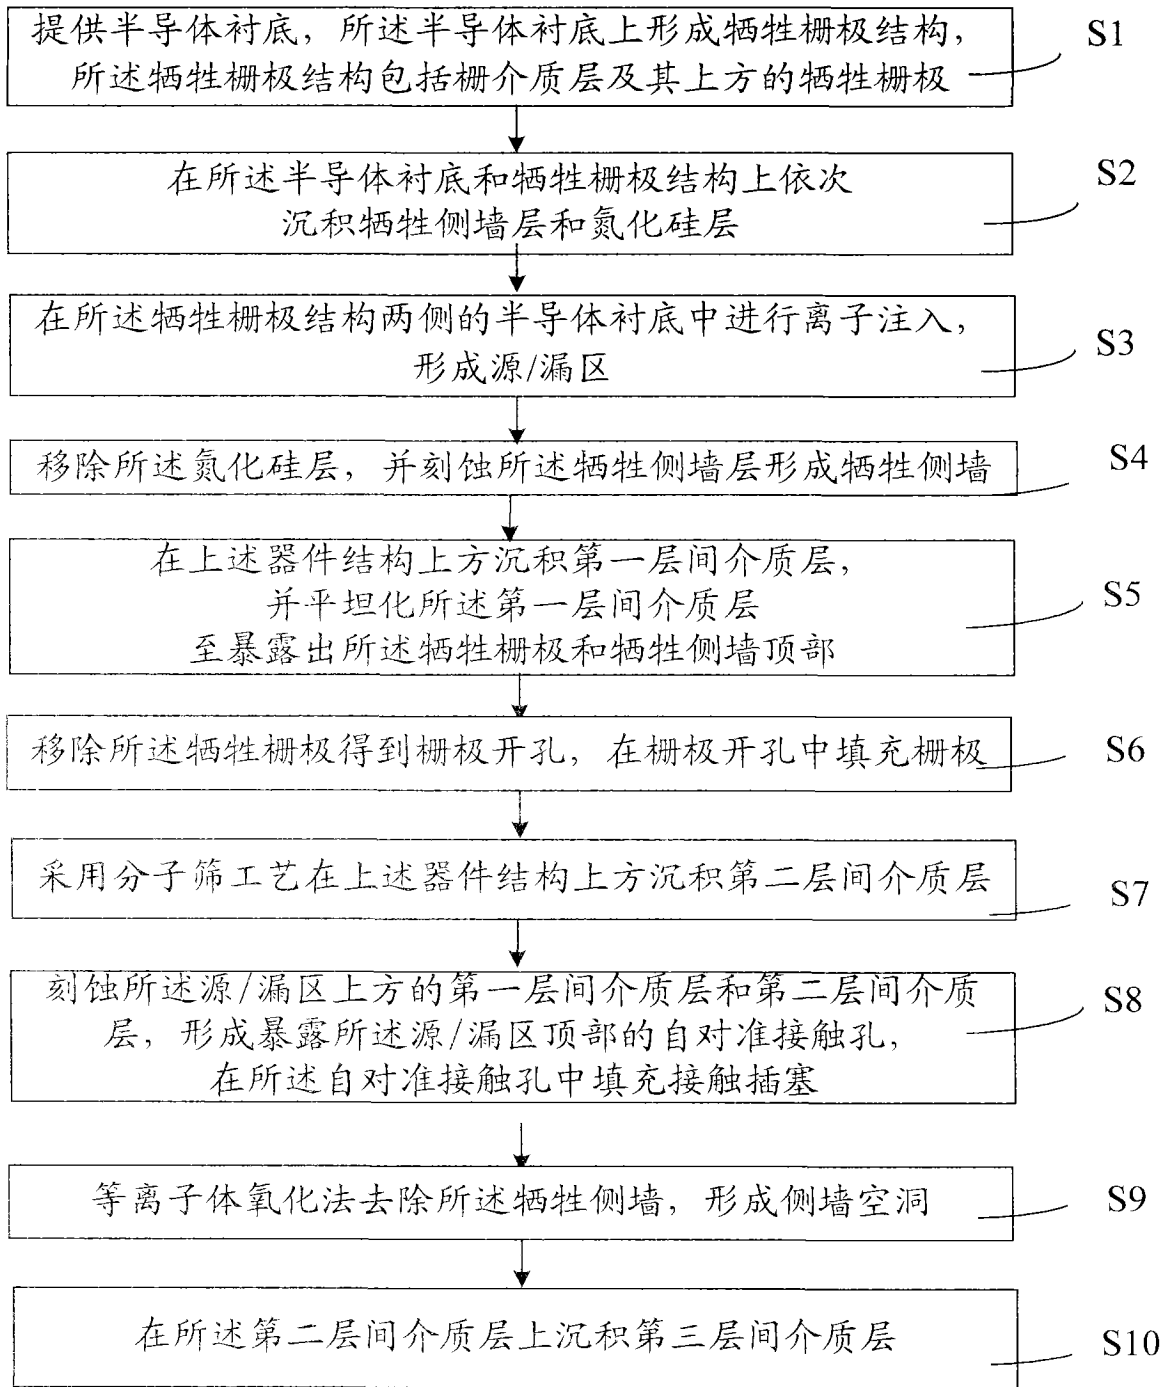 提供半导体衬底，所述半导体衬底上形成牺牲栅极结构，
所述牺牲栅极结构包括栅介质层及其上方的牺牲栅极
S1
在所述半导体衬底和牺牲栅极结构上依次
沉积牺牲侧墙层和氮化硅层
S2
在所述牺牲栅极结构两侧的半导体衬底中进行离子注入，
形成源/漏区
S3
移除所述氮化硅层，并刻蚀所述牺牲侧墙层形成牺牲侧墙
S4
在上述器件结构上方沉积第一层间介质层，
并平坦化所述第一层间介质层
至暴露出所述牺牲栅极和牺牲侧墙顶部
S5
移除所述牺牲栅极得到栅极开孔，在栅极开孔中填充栅极
S6
采用分子筛工艺在上述器件结构上方沉积第二层间介质层
S7
刻蚀所述源/漏区上方的第一层间介质层和第二层间介质
层，形成暴露所述源/漏区顶部的自对准接触孔，
在所述自对准接触孔中填充接触插塞
S8
等离子体氧化法去除所述牺牲侧墙，形成侧墙空洞
S9
在所述第二层间介质层上沉积第三层间介质层
S10